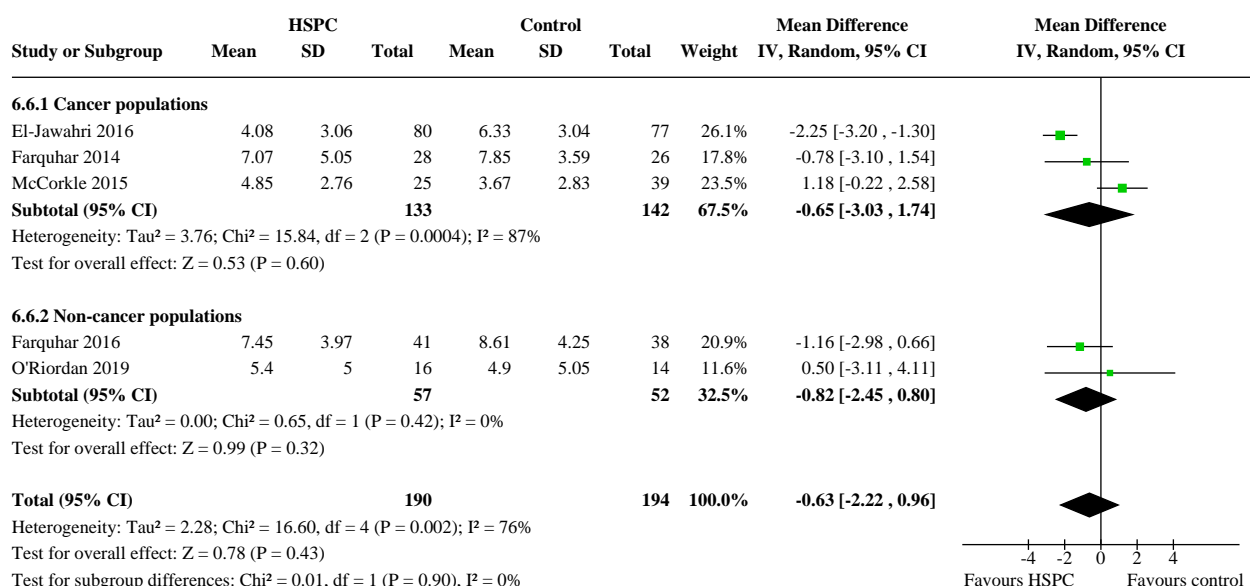 HSPC Control Mean Difference Mean Difference
Study or Subgroup Mean SD Total Mean SD Total Weight IV, Random, 95% CI IV, Random, 95% CI
6.6.1 Cancer populations
El-Jawahri 2016 4.08 3.06 80 6.33 3.04 77 26.1% -2.25 [-3.20 , -1.30]
Farquhar 2014 7.07 5.05 28 7.85 3.59 26 17.8% -0.78 [-3.10 , 1.54]
McCorkle 2015 4.85 2.76 25 3.67 2.83 39 23.5% 1.18 [-0.22 , 2.58]
Subtotal (95% CI) 133 142 67.5% -0.65 [-3.03 , 1.74]
Heterogeneity: Tau² = 3.76; Chi² = 15.84, df = 2 (P = 0.0004); I² = 87%
Test for overall effect: Z = 0.53 (P = 0.60)
6.6.2 Non-cancer populations
Farquhar 2016 7.45 3.97 41 8.61 4.25 38 20.9% -1.16 [-2.98 , 0.66]
O'Riordan 2019 5.4 5 16 4.9 5.05 14 11.6% 0.50 [-3.11 , 4.11]
Subtotal (95% CI) 57 52 32.5% -0.82 [-2.45 , 0.80]
Heterogeneity: Tau² = 0.00; Chi² = 0.65, df = 1 (P = 0.42); I² = 0%
Test for overall effect: Z = 0.99 (P = 0.32)
Total (95% CI) 190 194 100.0% -0.63 [-2.22 , 0.96]
Heterogeneity: Tau² = 2.28; Chi² = 16.60, df = 4 (P = 0.002); I² = 76%
Test for overall effect: Z = 0.78 (P = 0.43)
-4 -2 0 2 4
Test for subgroup differences: Chi² = 0.01, df = 1 (P = 0.90), I² = 0% Favours HSPC Favours control